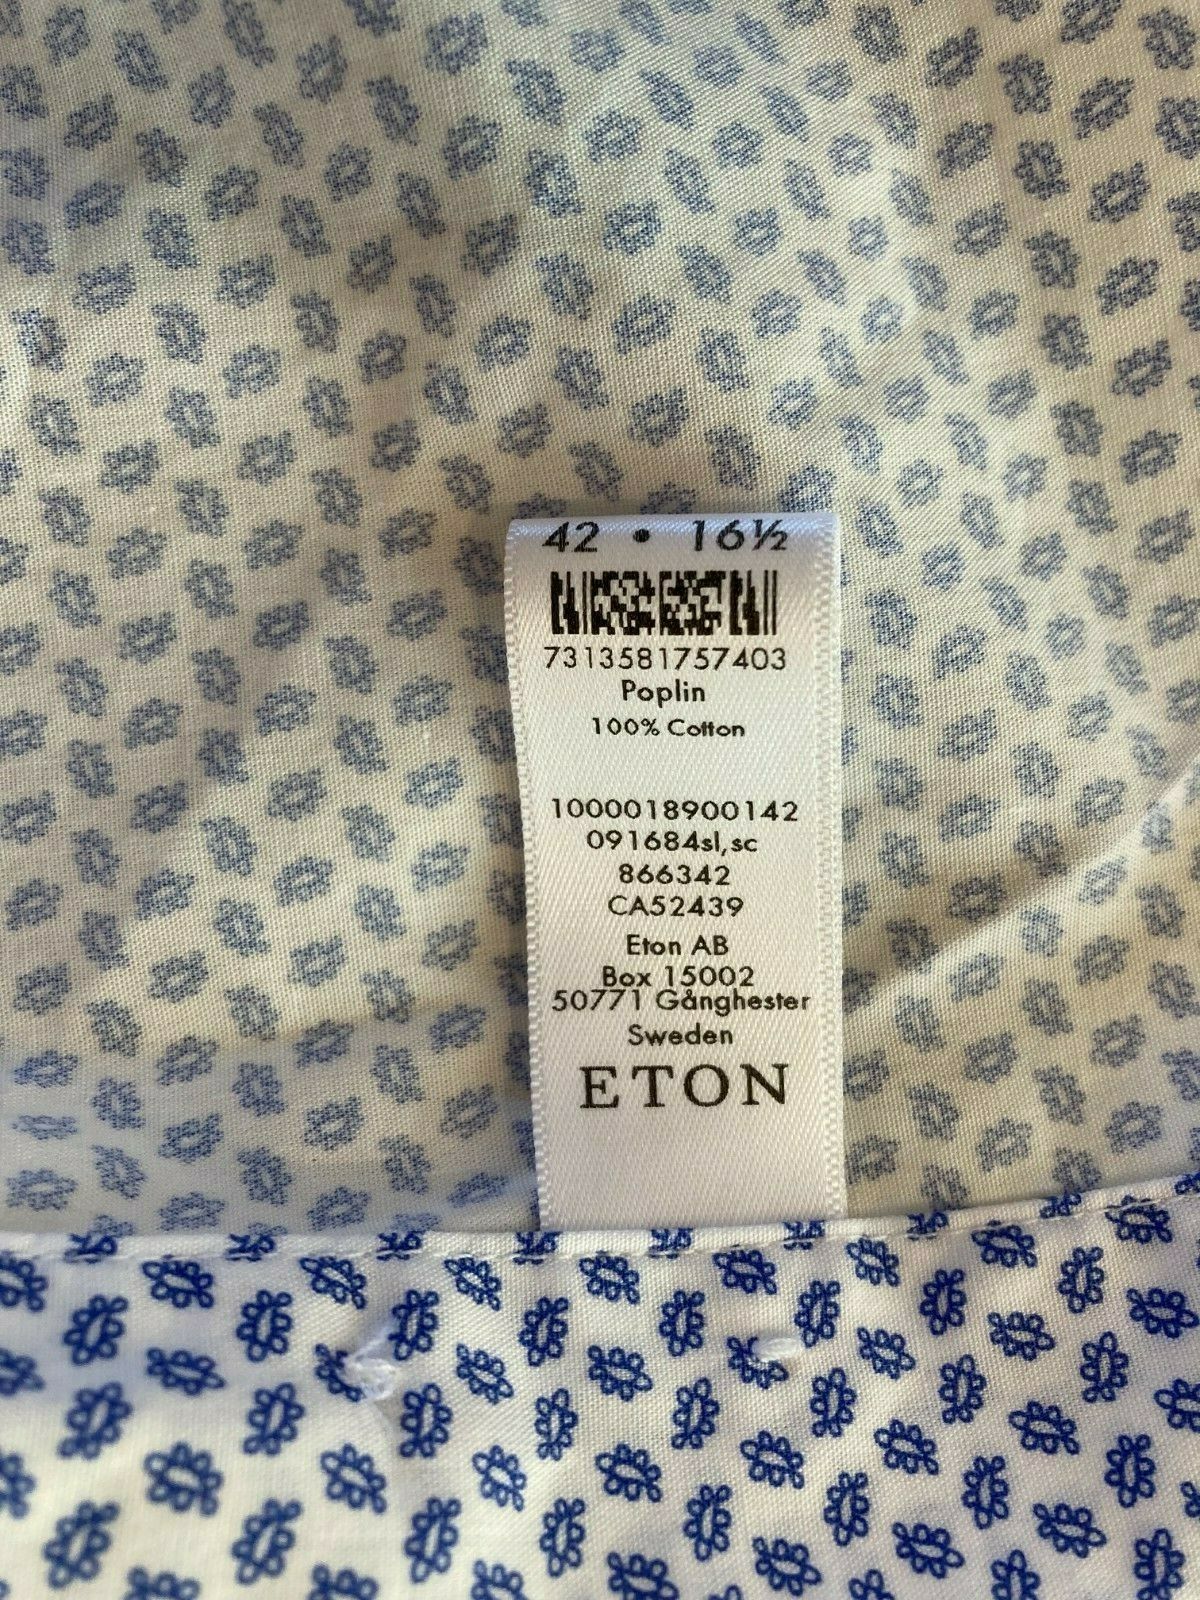 42 • 16½
7313581757403
Poplin
100% Cotton
1000018900142
091684sl,sc
866342
CA52439
Eton AB
Box 15002
50771 Gånghester
Sweden
ETON